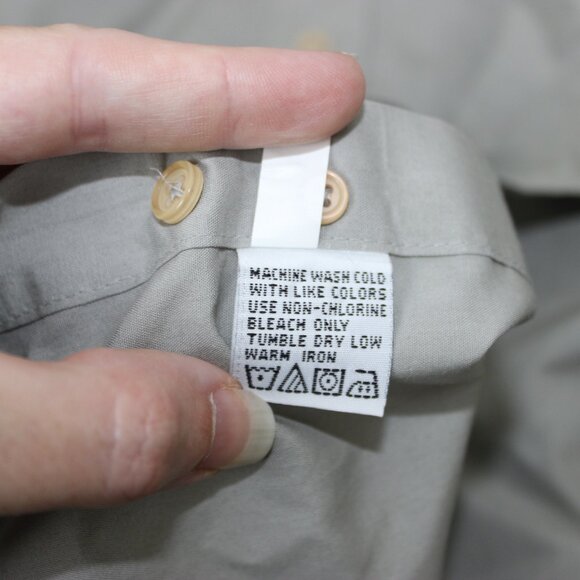 MACHINE WASH COLD
WITH LIKE COLORS
USE NON-CHLORINE
BLEACH ONLY
TUMBLE DRY LOW
WARM IRON